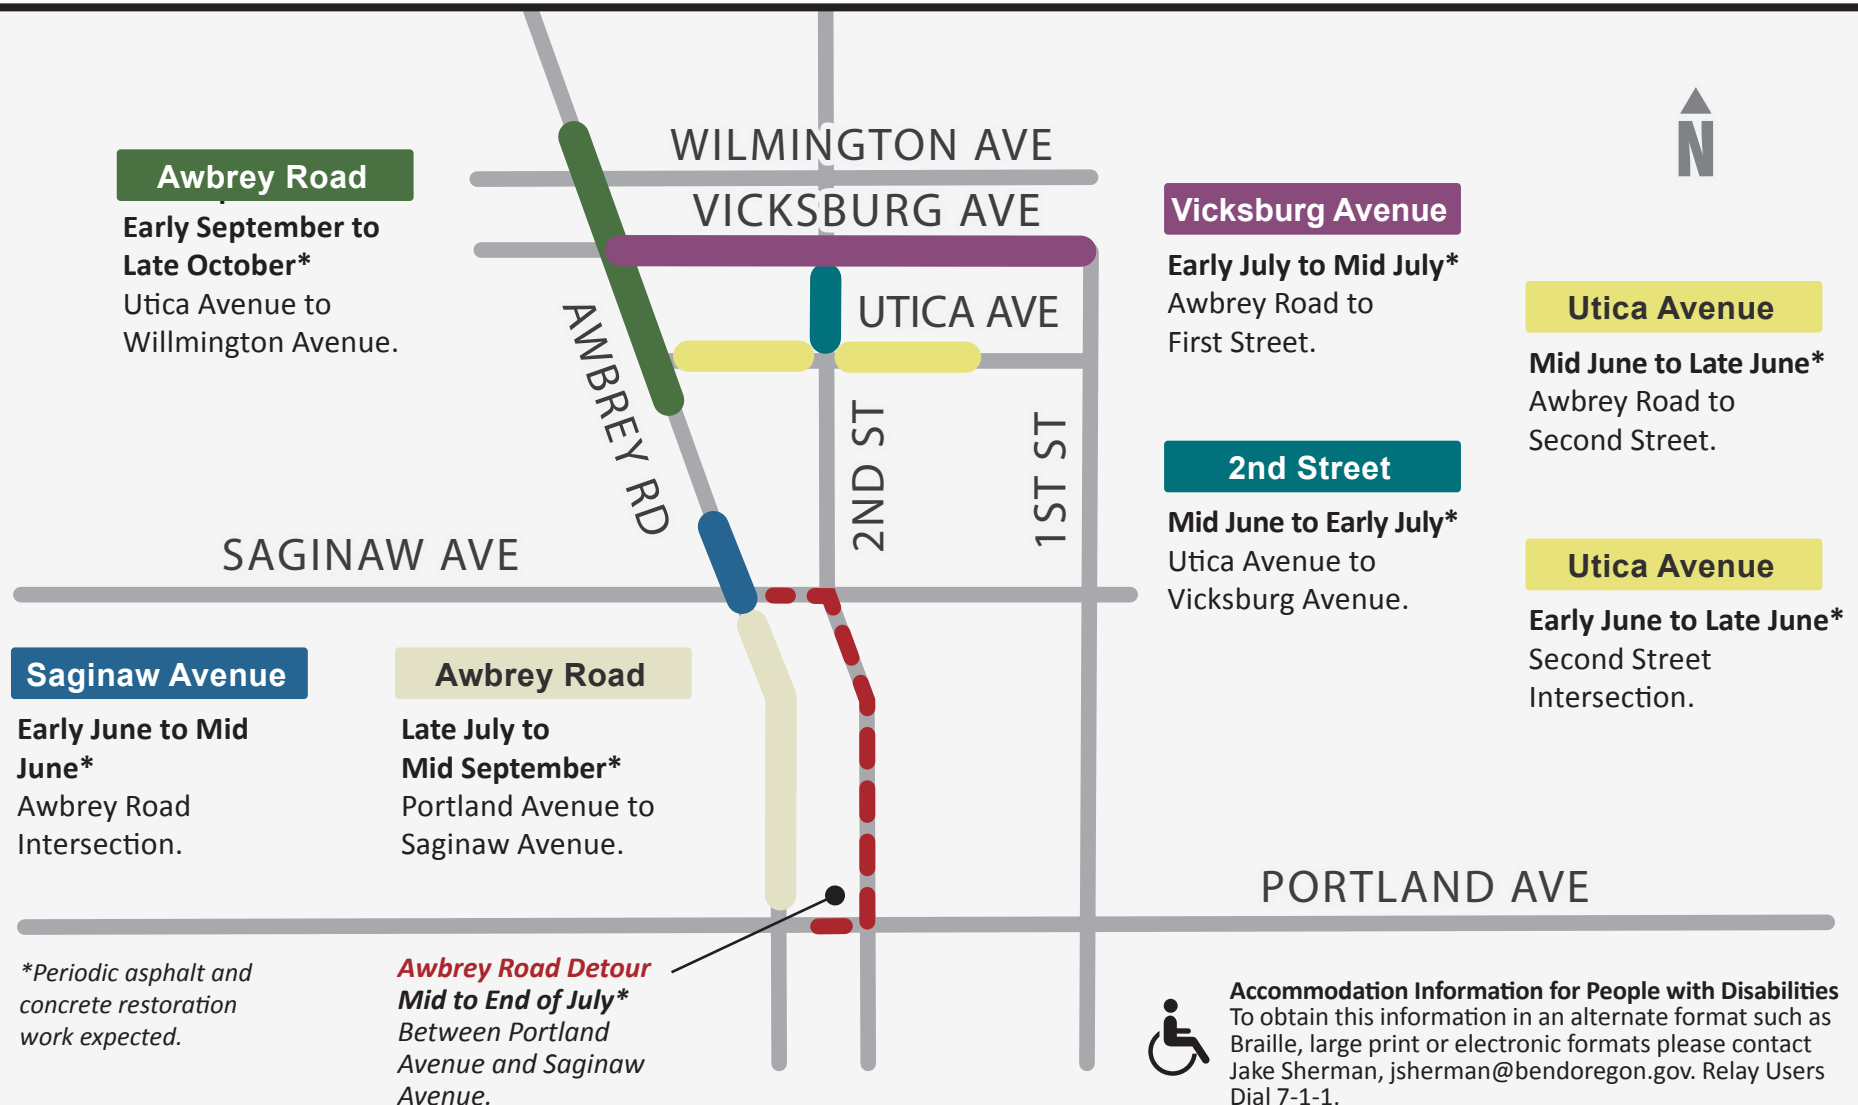 WILMINGTON AVE
N
Awbrey Road
Early September to
Late October*
Utica Avenue to
Willmington Avenue.
VICKSBURG AVE
Vicksburg Avenue
Early July to Mid July*
Awbrey Road to
First Street.
UTICA AVE
Utica Avenue
Mid June to Late June*
Awbrey Road to
Second Street.
AWBREY RD
2ND ST
1ST ST
2nd Street
Mid June to Early July*
Utica Avenue to
Vicksburg Avenue.
SAGINAW AVE
Utica Avenue
Early June to Late June*
Second Street
Intersection.
Saginaw Avenue
Early June to Mid
June*
Awbrey Road
Intersection.
Awbrey Road
Late July to
Mid September*
Portland Avenue to
Saginaw Avenue.
PORTLAND AVE
*Periodic asphalt and
concrete restoration
work expected.
Awbrey Road Detour
Mid to End of July*
Between Portland
Avenue and Saginaw
Avenue.
Accommodation Information for People with Disabilities
To obtain this information in an alternate format such as
Braille, large print or electronic formats please contact
Jake Sherman, jsherman@bendoregon.gov. Relay Users
Dial 7-1-1.